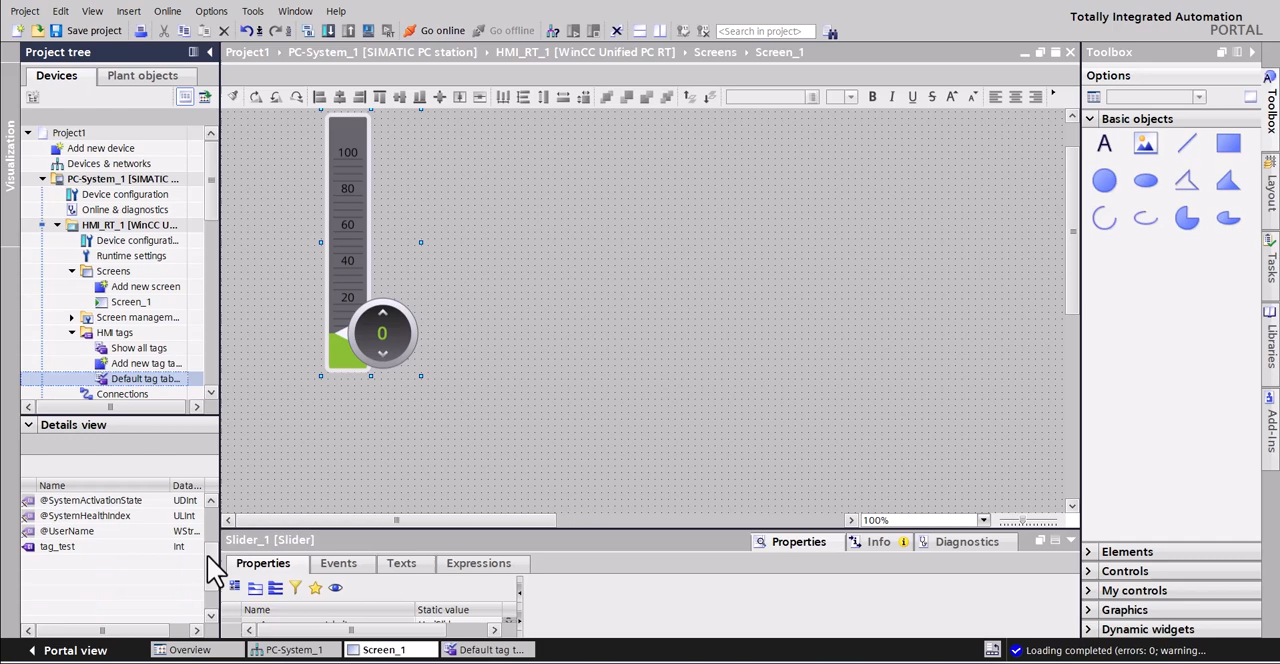 Project Edit View Insert Online Options Tools Window Help
Totally Integrated Automation
PORTAL
Save project
Go online
Go offline
<Search in project>
Project tree
Project1 PC-System_1 [SIMATIC PC station] HMI_RT_1 [WinCC Unified PC RT] Screens Screen_1
Toolbox
Devices
Plant objects
Options
B I U S A A
Visualization
Project1
Add new device
Devices & networks
PC-System_1 [SIMATIC ...
Device configuration
Online & diagnostics
HMI_RT_1 [WinCC U...
Device configurati...
Runtime settings
Screens
Add new screen
Screen_1
Screen managem...
HMI tags
Show all tags
Add new tag ta...
Default tag tab...
Connections
100
80
60
40
20
0
Basic objects
A
Toolbox
Layout
Tasks
Libraries
Add-Ins
Details view
Name Data...
@SystemActivationState UDInt
@SystemHealthIndex ULInt
@UserName WStr...
tag_test Int
100%
Slider_1 [Slider]
Properties
Info
Diagnostics
Properties Events Texts Expressions
Name Static value
Elements
Controls
My controls
Graphics
Dynamic widgets
Portal view
Overview
PC-System_1
Screen_1
Default tag t...
Loading completed (errors: 0; warning...